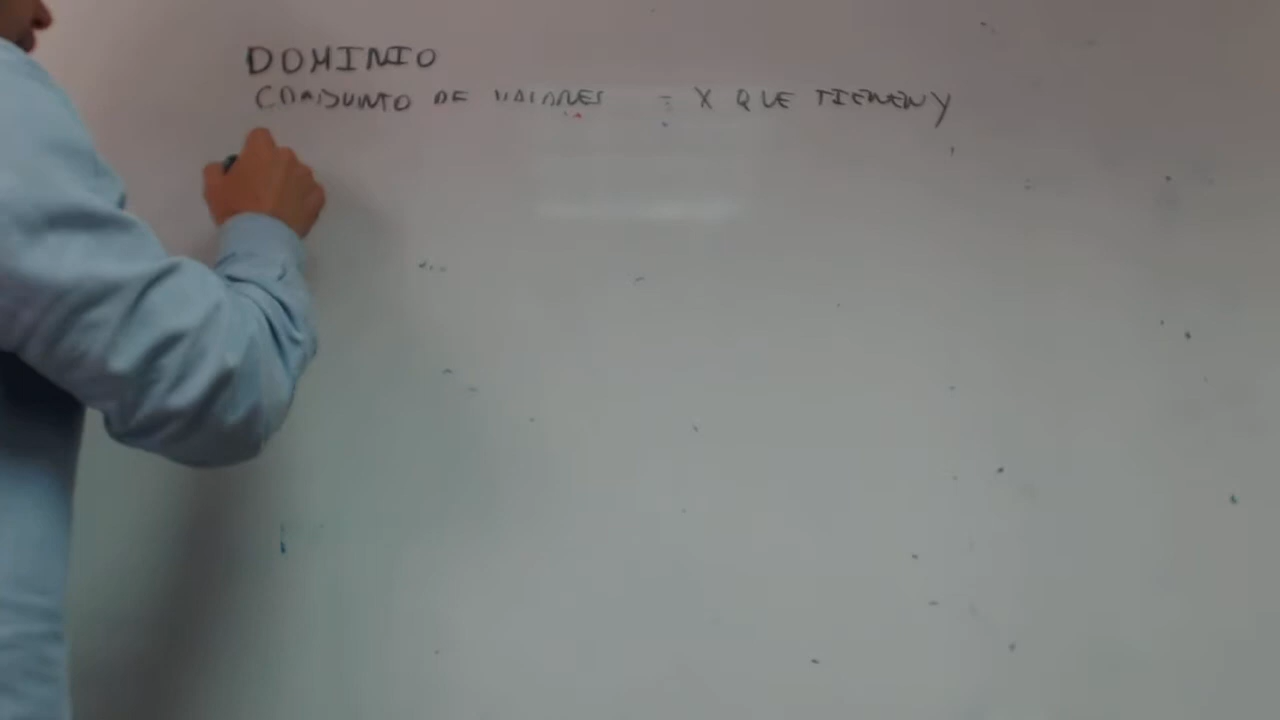 DOMINIO
CONJUNTO DE VALORES = X QUE TIENEN Y